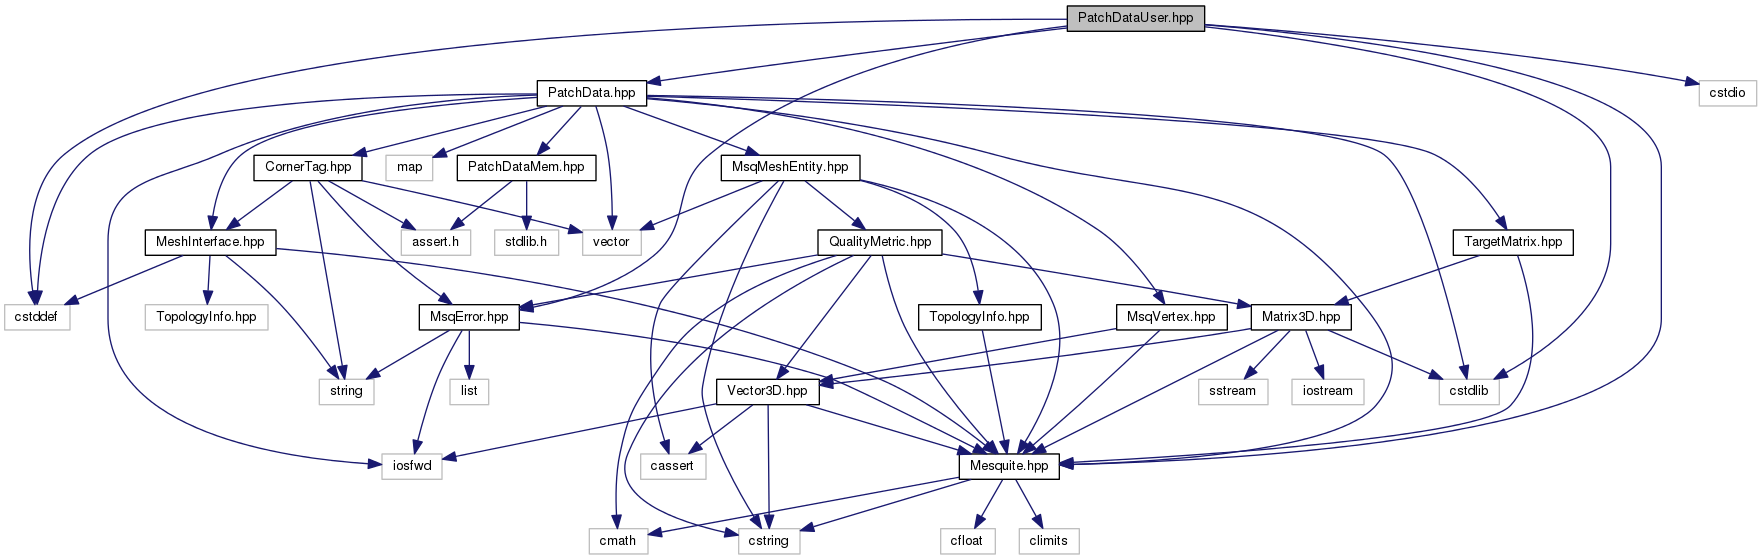 PatchDataUser.hpp
PatchData.hpp
cstdio
CornerTag.hpp
map
PatchDataMem.hpp
MsqMeshEntity.hpp
MeshInterface.hpp
assert.h
stdlib.h
vector
QualityMetric.hpp
TargetMatrix.hpp
cstddef
TopologyInfo.hpp
MsqError.hpp
TopologyInfo.hpp
MsqVertex.hpp
Matrix3D.hpp
string
list
Vector3D.hpp
sstream
iostream
cstdlib
iosfwd
cassert
Mesquite.hpp
cmath
cstring
cfloat
climits